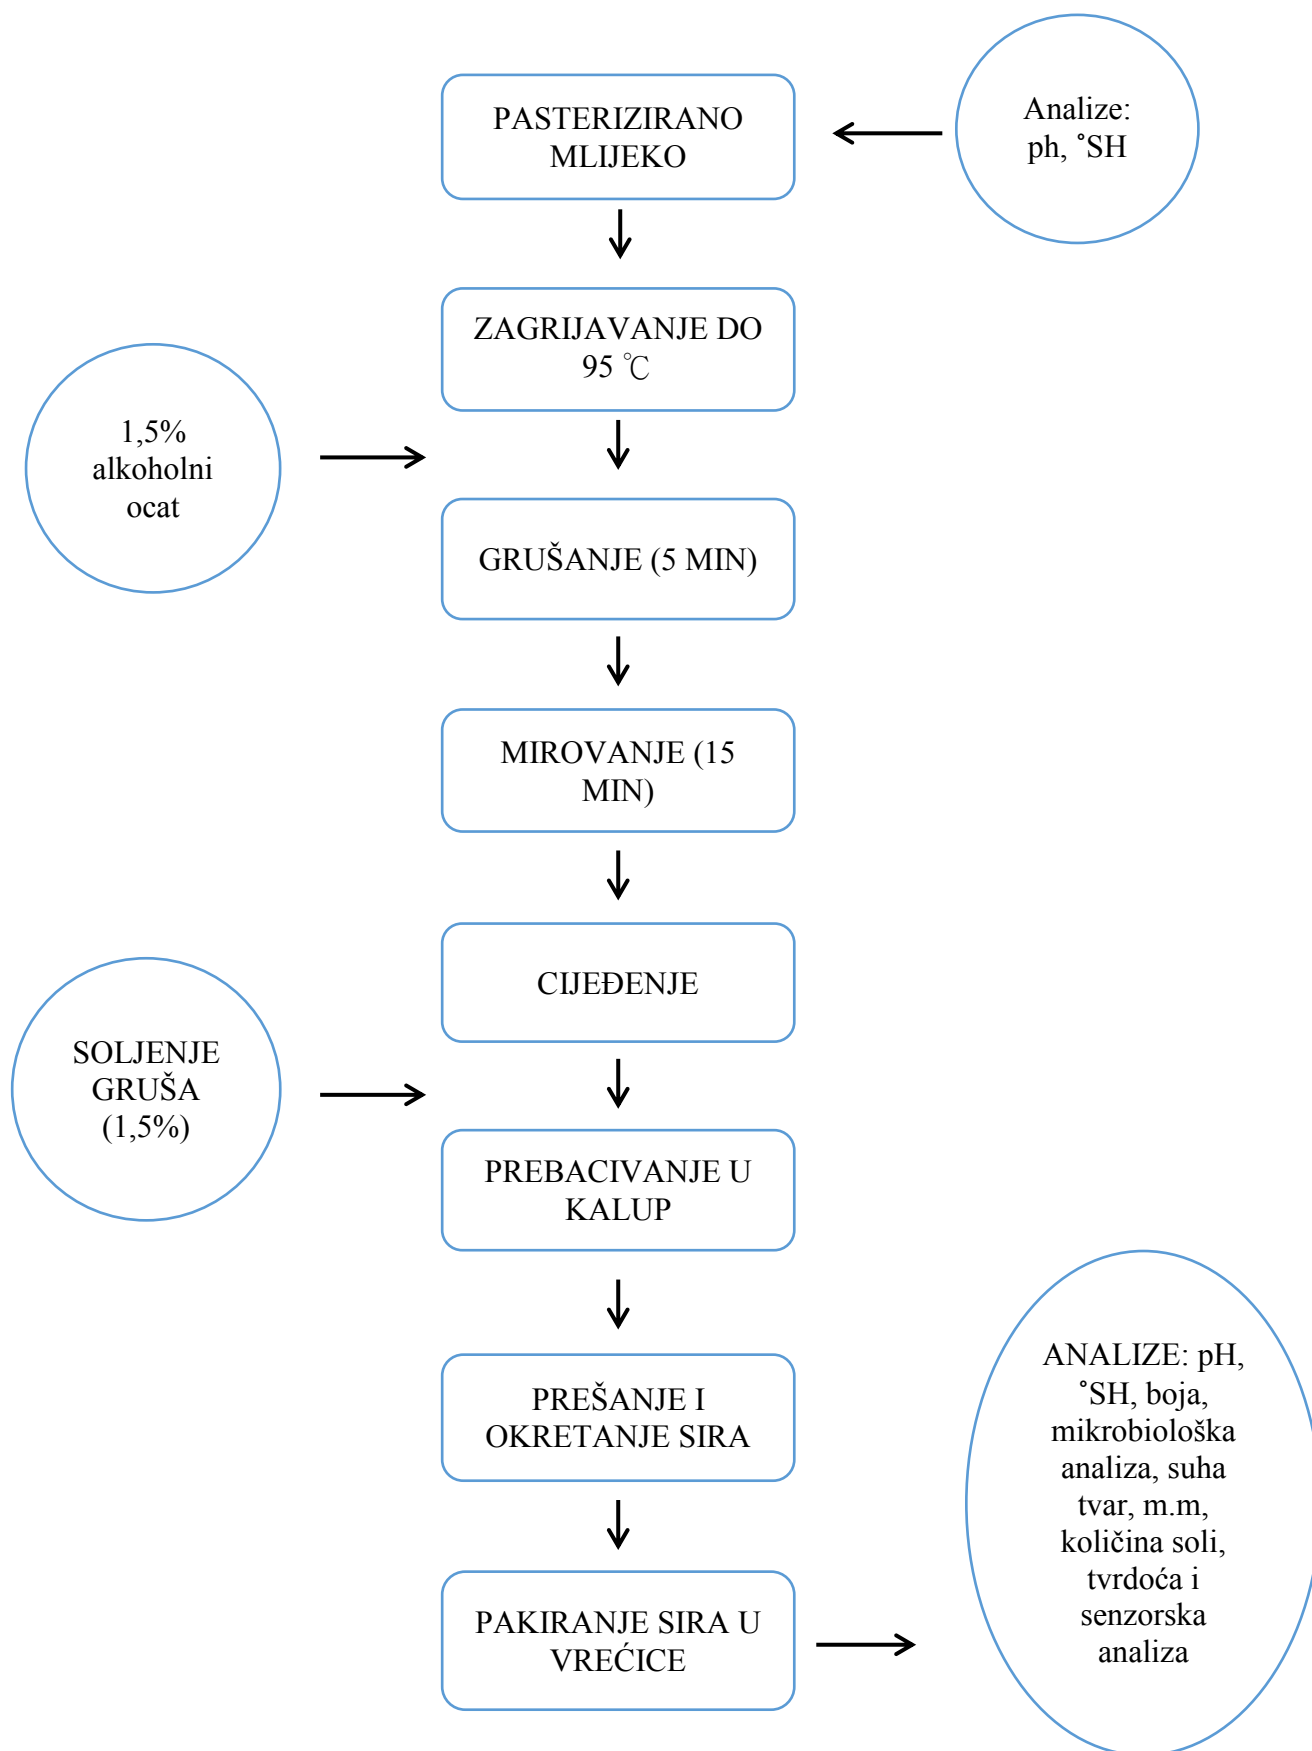 PASTERIZIRANO
MLIJEKO
Analize:
ph, ˚SH
ZAGRIJAVANJE DO
95 ℃
1,5%
alkoholni
ocat
GRUŠANJE (5 MIN)
MIROVANJE (15
MIN)
CIJEĐENJE
SOLJENJE
GRUŠA
(1,5%)
PREBACIVANJE U
KALUP
PREŠANJE I
OKRETANJE SIRA
PAKIRANJE SIRA U
VREĆICE
ANALIZE: pH,
˚SH, boja,
mikrobiološka
analiza, suha
tvar, m.m,
količina soli,
tvrdoća i
senzorska
analiza